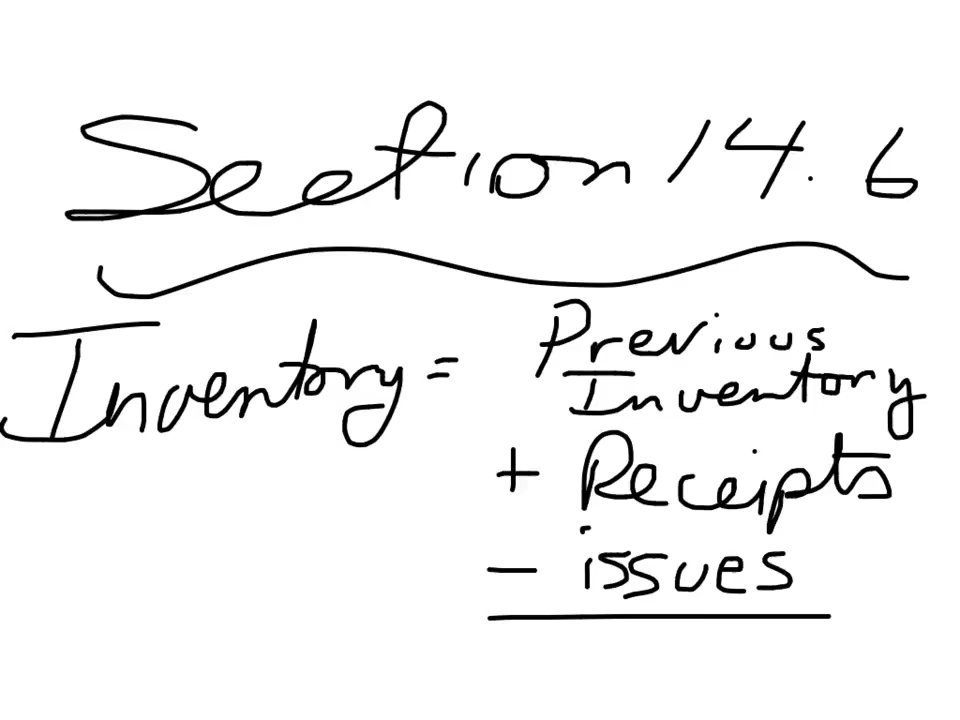 Section 14.6
Inventory = Previous
Inventory
+ Receipts
- issues